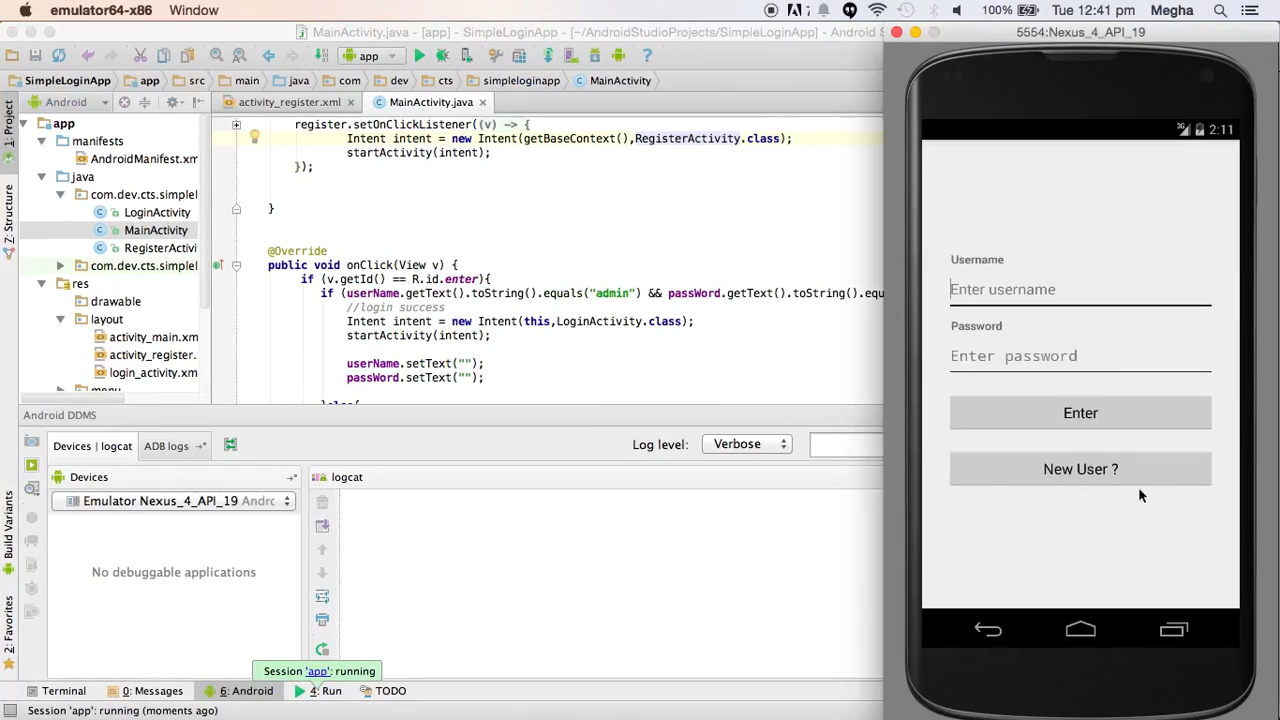 emulator64-x86 Window 100% Tue 12:41 pm Megha
MainActivity.java - [app] - SimpleLoginApp - [~/AndroidStudioProjects/SimpleLoginApp]
5554:Nexus_4_API_19
app
SimpleLoginApp app src main java com dev cts simpleloginapp MainActivity
Android activity_register.xml MainActivity.java
1: Project
Z: Structure
Build Variants
2: Favorites
app
manifests
AndroidManifest.xm
java
com.dev.cts.simplel
LoginActivity
MainActivity
RegisterActivi
com.dev.cts.simplel
res
drawable
layout
activity_main.xml
activity_register.
login_activity.xm
menu
register.setOnClickListener((v) -> {
Intent intent = new Intent(getBaseContext(),RegisterActivity.class);
startActivity(intent);
});
}
@Override
public void onClick(View v) {
if (v.getId() == R.id.enter){
if (userName.getText().toString().equals("admin") && passWord.getText().toString().equ
//login success
Intent intent = new Intent(this,LoginActivity.class);
startActivity(intent);
userName.setText("");
passWord.setText("");
}else{
Android DDMS
Devices | logcat ADB logs Log level: Verbose
Devices logcat
Emulator Nexus_4_API_19 Andrc
No debuggable applications
Session 'app': running
Terminal 0: Messages 6: Android 4: Run TODO
Session 'app': running (moments ago)
3G 2:11
Username
Enter username
Password
Enter password
Enter
New User ?